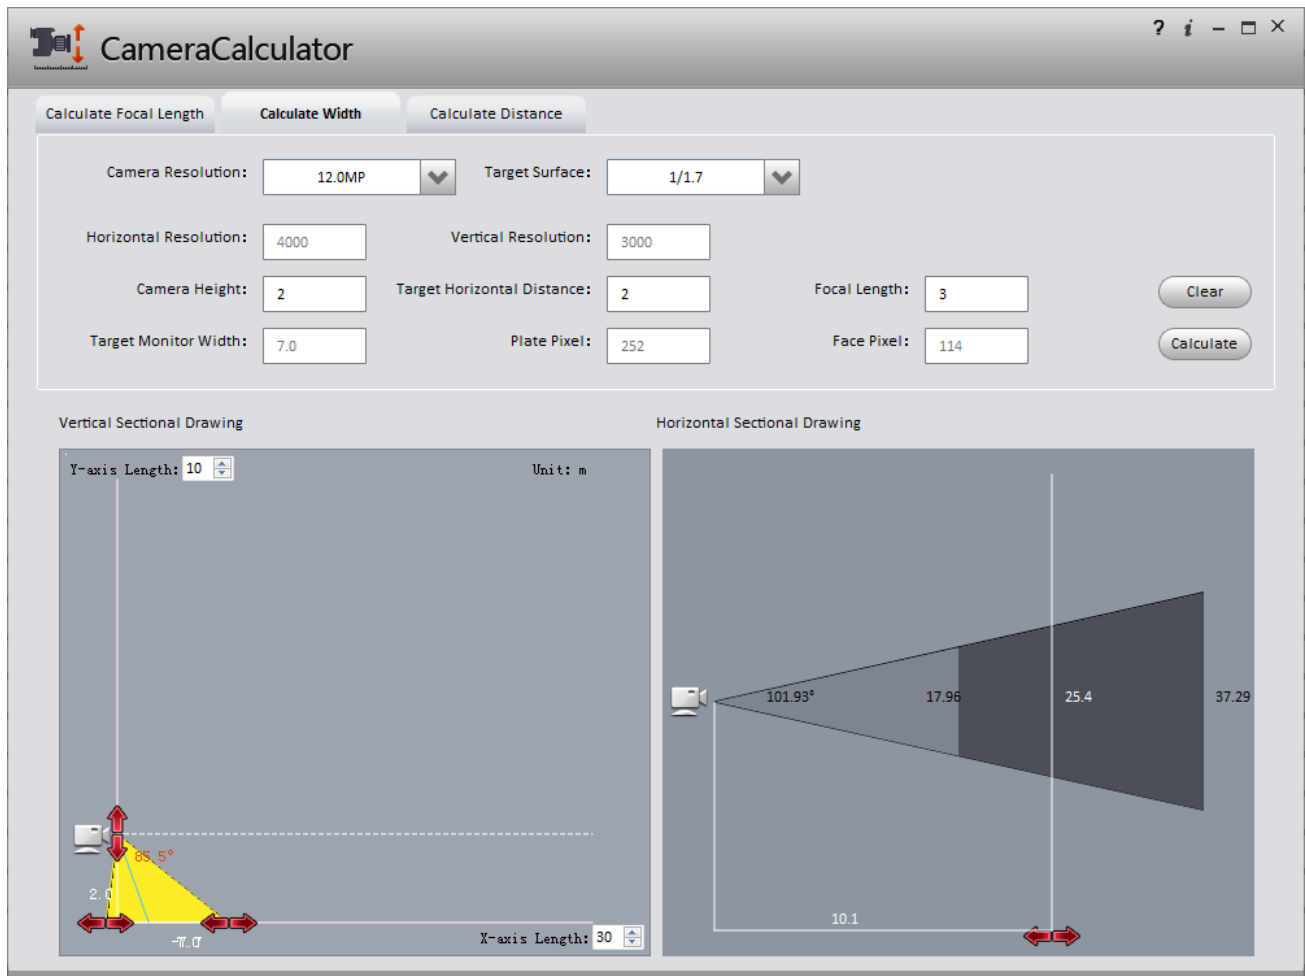 CameraCalculator
? i
Calculate Focal Length Calculate Width Calculate Distance
Camera Resolution: 12.0MP Target Surface: 1/1.7
Horizontal Resolution: 4000 Vertical Resolution: 3000
Camera Height: 2 Target Horizontal Distance: 2 Focal Length: 3 Clear
Target Monitor Width: 7.0 Plate Pixel: 252 Face Pixel: 114 Calculate
Vertical Sectional Drawing Horizontal Sectional Drawing
Y-axis Length: 10 Unit: m
85.5°
2.0
X-axis Length: 30
101.93° 17.96 25.4 37.29
10.1